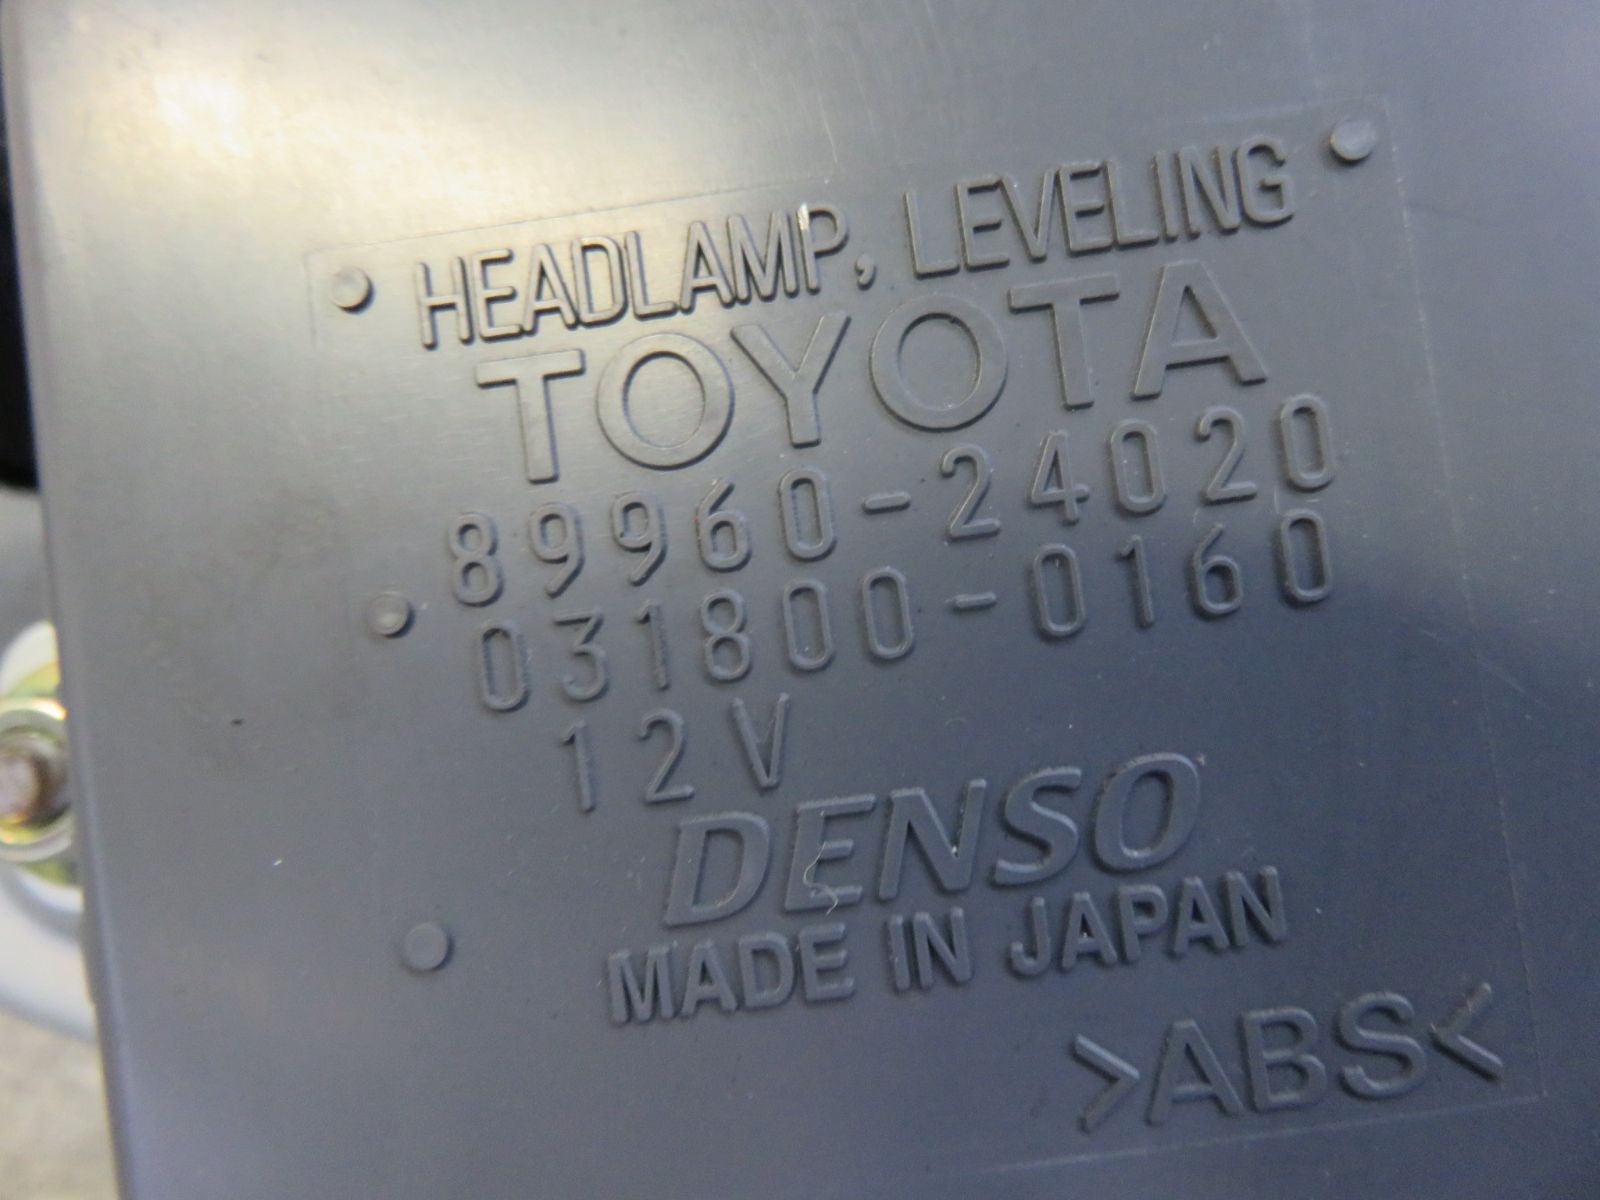 HEADLAMP, LEVELING
TOYOTA
89960-24020
031800-0160
12V
DENSO
MADE IN JAPAN
>ABS<